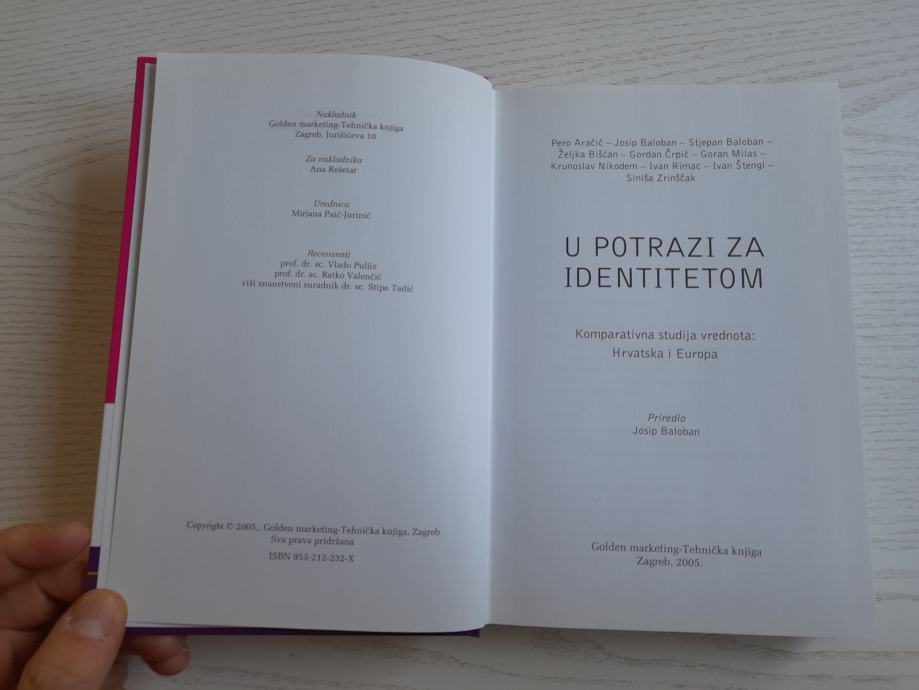 Nakladnik
Golden marketing-Tehnička knjiga
Zagreb, Jurišićeva 10
Za nakladnika
Ana Rešetar
Urednica
Mirjana Paić-Jurinić
Recenzenti
prof. dr. sc. Vlado Puljiz
prof. dr. sc. Ratko Valenčić
viši znanstveni suradnik dr. sc. Stipe Tadić
Copyright © 2005., Golden marketing-Tehnička knjiga, Zagreb
Sva prava pridržana
ISBN 953-212-232-X
Pero Aračić – Josip Baloban – Stjepan Baloban –
Željka Bišćan – Gordan Črpić – Goran Milas –
Krunoslav Nikodem – Ivan Rimac – Ivan Štengl –
Siniša Zrinščak
U POTRAZI ZA
IDENTITETOM
Komparativna studija vrednota:
Hrvatska i Europa
Priredio
Josip Baloban
Golden marketing-Tehnička knjiga
Zagreb, 2005.